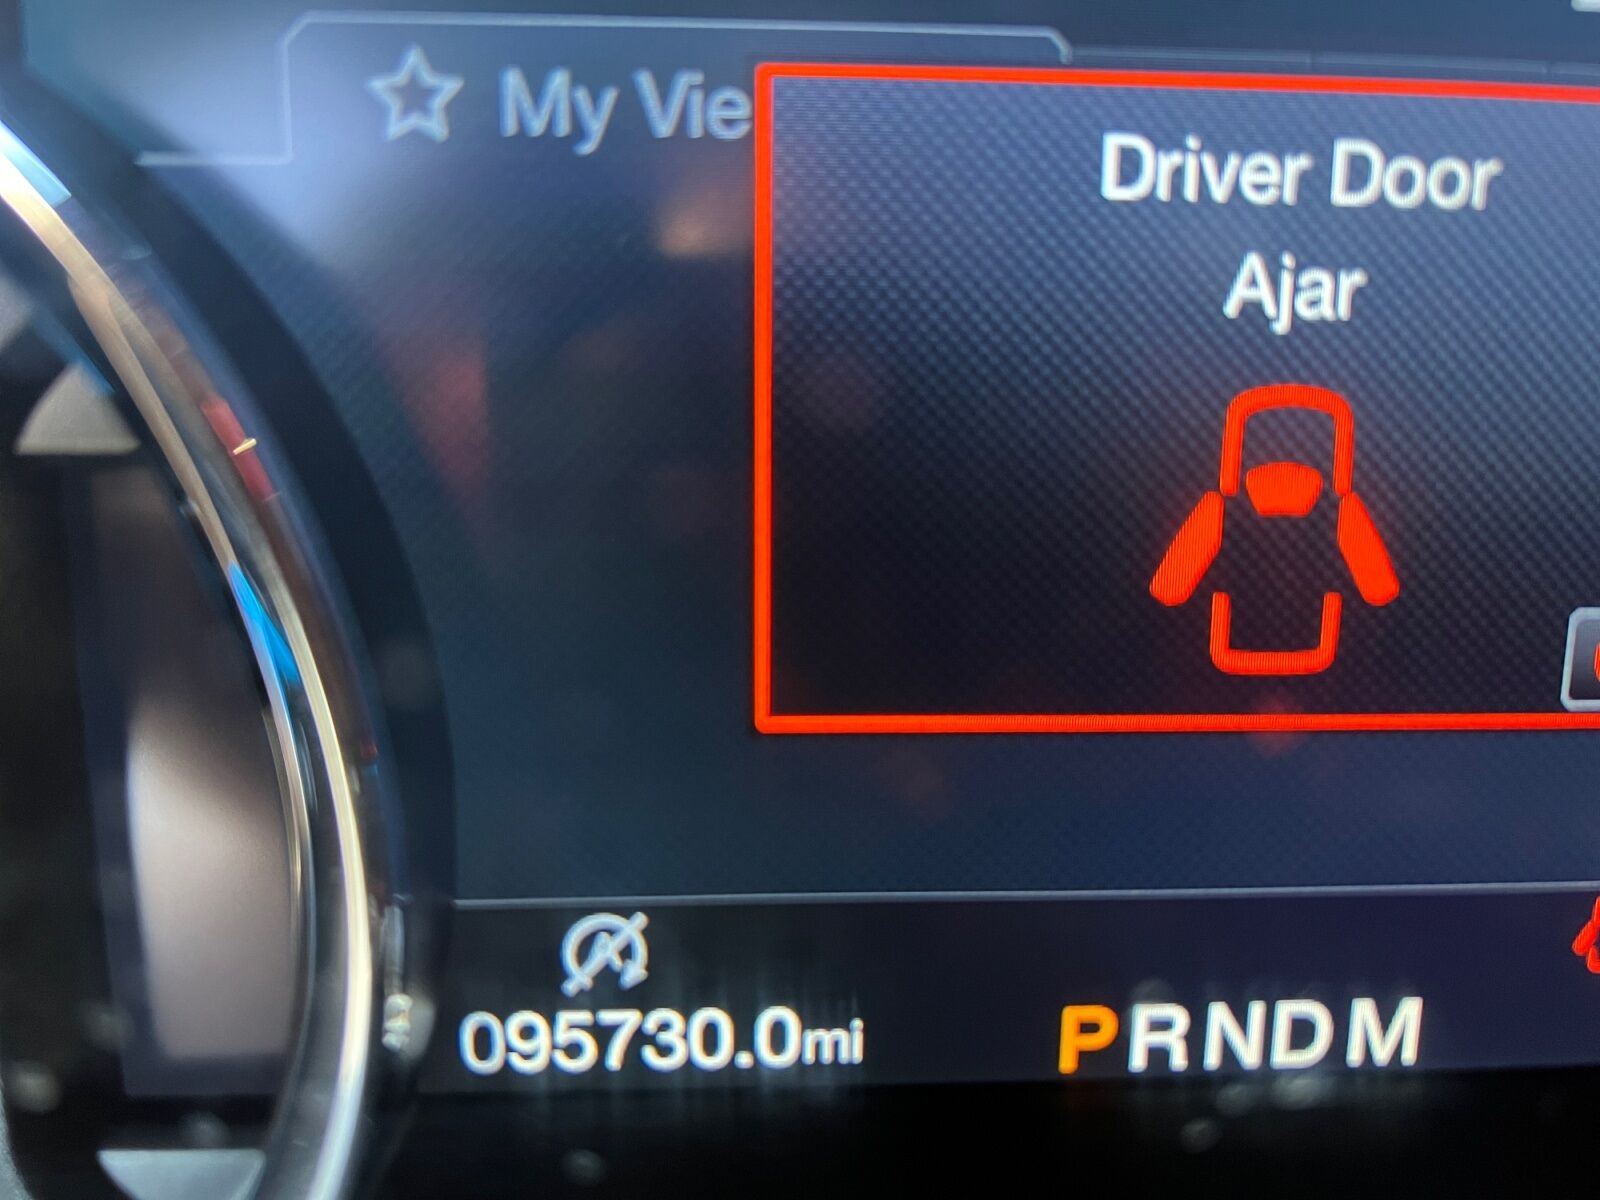 My Vie
Driver Door
Ajar
095730.0mi
PRNDM